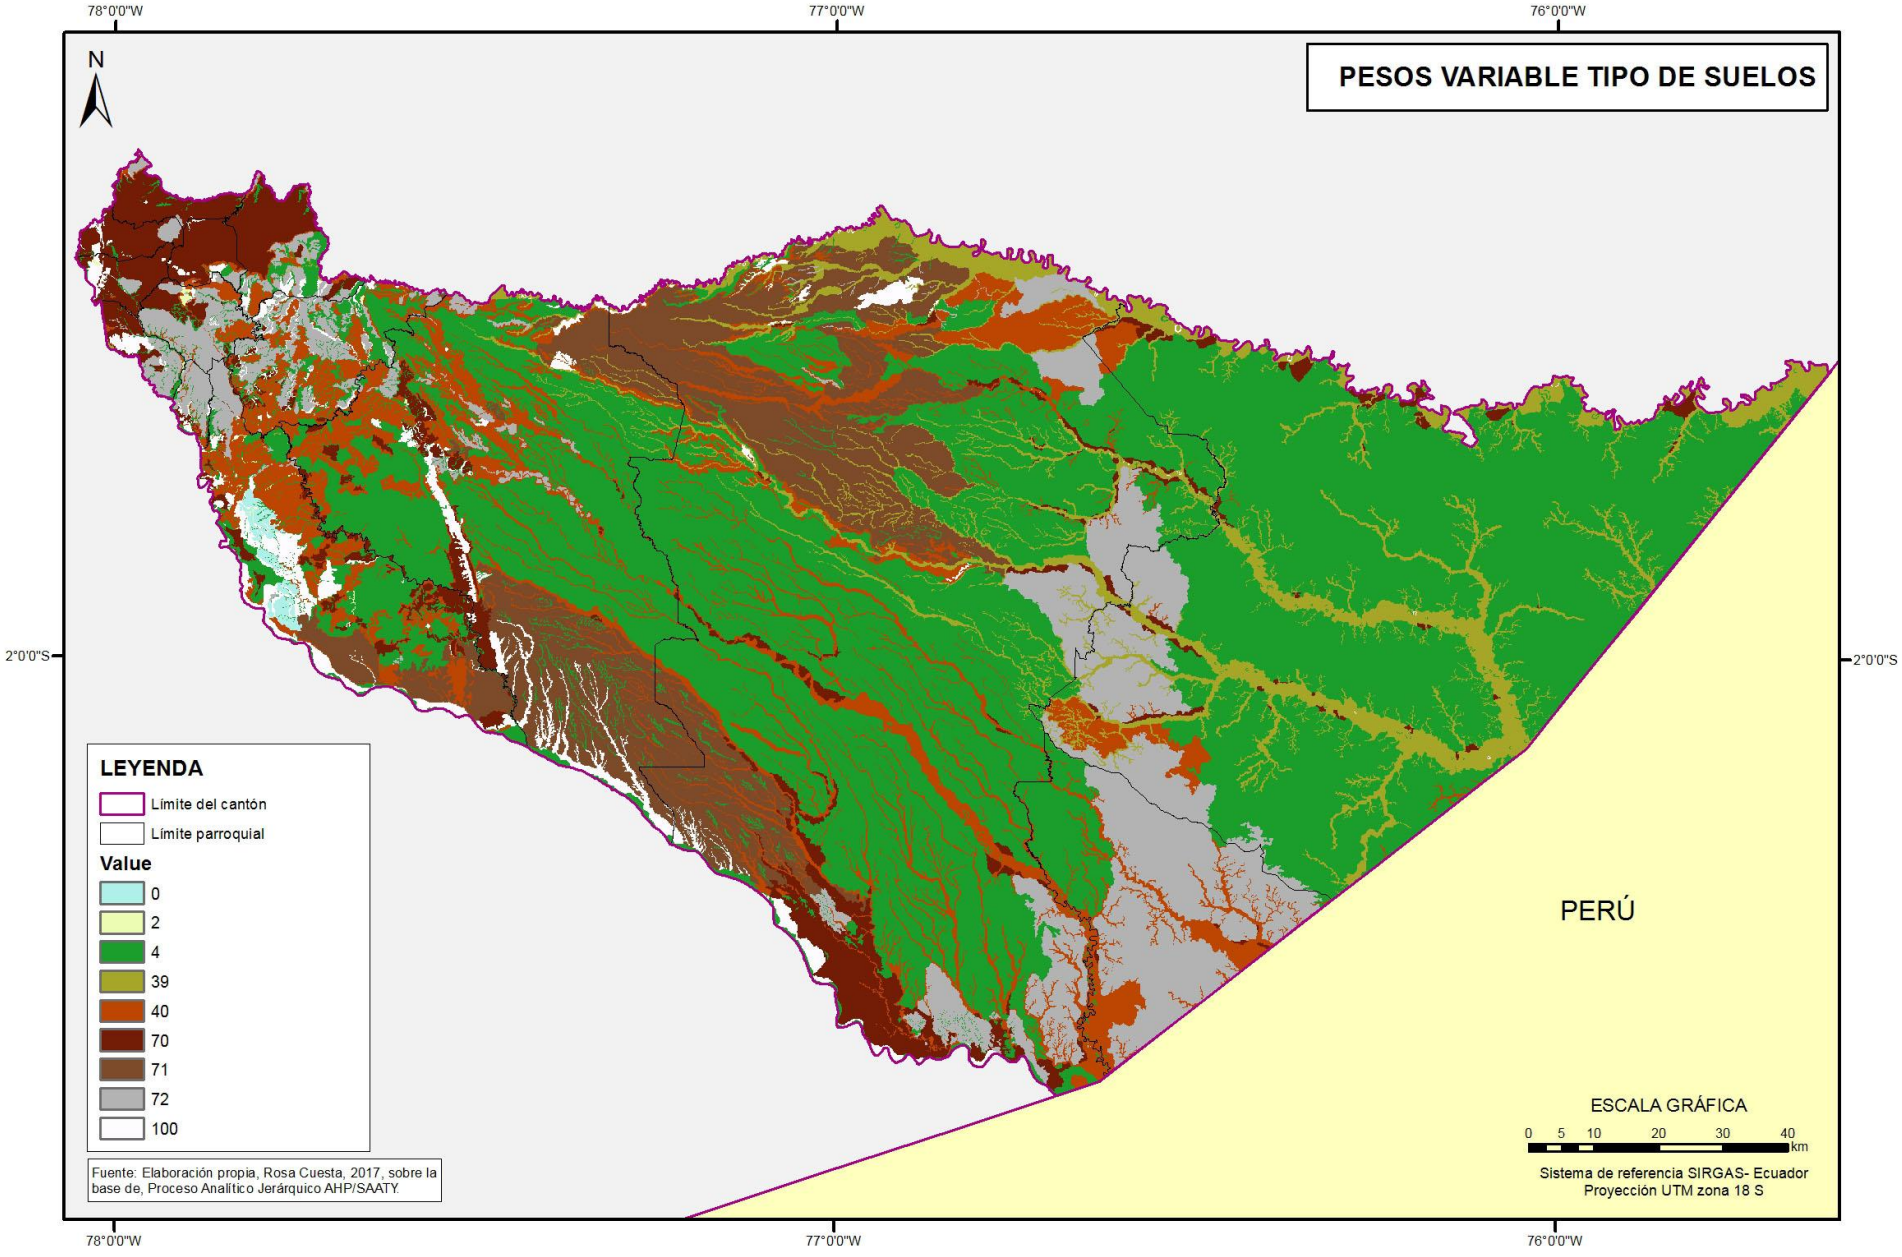 78°0'0"W
77°0'0"W
76°0'0"W
N
PESOS VARIABLE TIPO DE SUELOS
2°0'0"S
2°0'0"S
LEYENDA
Límite del cantón
Límite parroquial
Value
0
2
4
39
40
70
71
72
100
Fuente: Elaboración propia, Rosa Cuesta, 2017, sobre la
base de, Proceso Analítico Jerárquico AHP/SAATY.
PERÚ
ESCALA GRÁFICA
0 5 10 20 30 40
km
Sistema de referencia SIRGAS- Ecuador
Proyección UTM zona 18 S
78°0'0"W
77°0'0"W
76°0'0"W